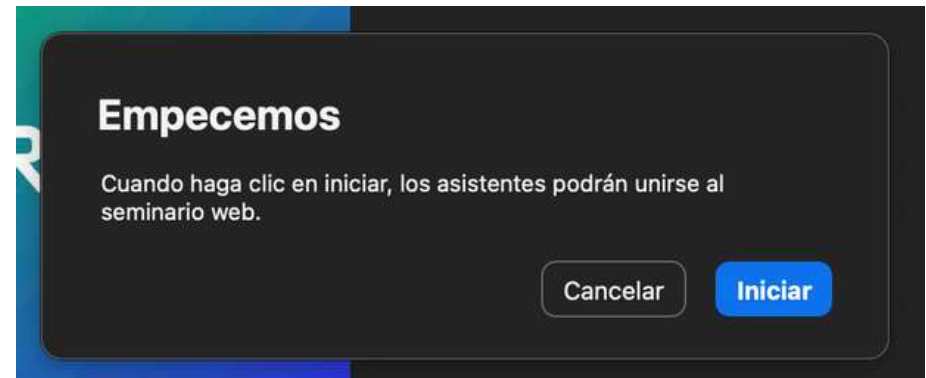 Empecemos
Cuando haga clic en iniciar, los asistentes podrán unirse al
seminario web.
Cancelar
Iniciar